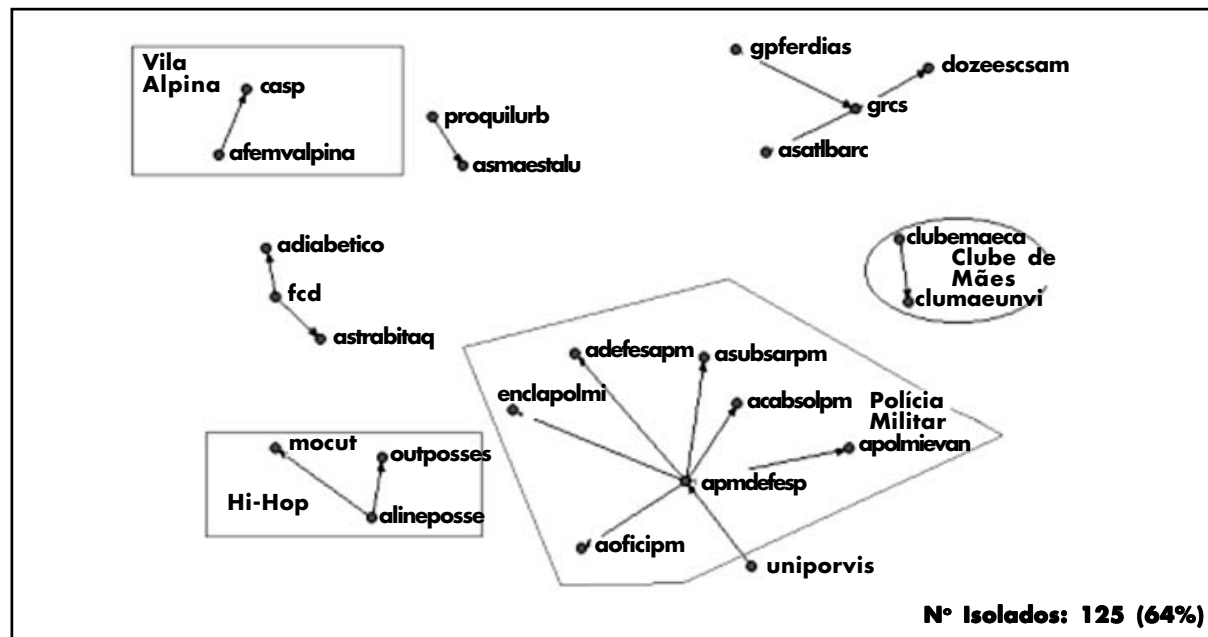 Vila
Alpina
casp
afemvalpina
proquilurb
asmaestalu
gpferdias
dozeescsam
grcs
asatlbarc
adiabetico
fcd
astrabitaq
clubemaeca
Clube de
Mães
clumaeunvi
adefesapm
asubsarpm
enclapolmi
acabsolpm
Polícia
Militar
apolmievan
apmdefesp
aoficipm
uniporvis
mocut
outposses
Hi-Hop
alineposse
Nº Isolados: 125 (64%)